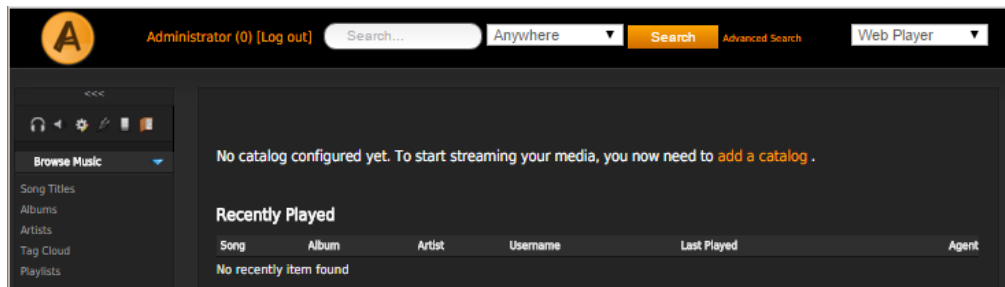 A
Administrator (0) [Log out] Search... Anywhere Search Advanced Search Web Player
<<<
Browse Music
Song Titles
Albums
Artists
Tag Cloud
Playlists
No catalog configured yet. To start streaming your media, you now need to add a catalog .
Recently Played
Song Album Artist Username Last Played Agent
No recently item found